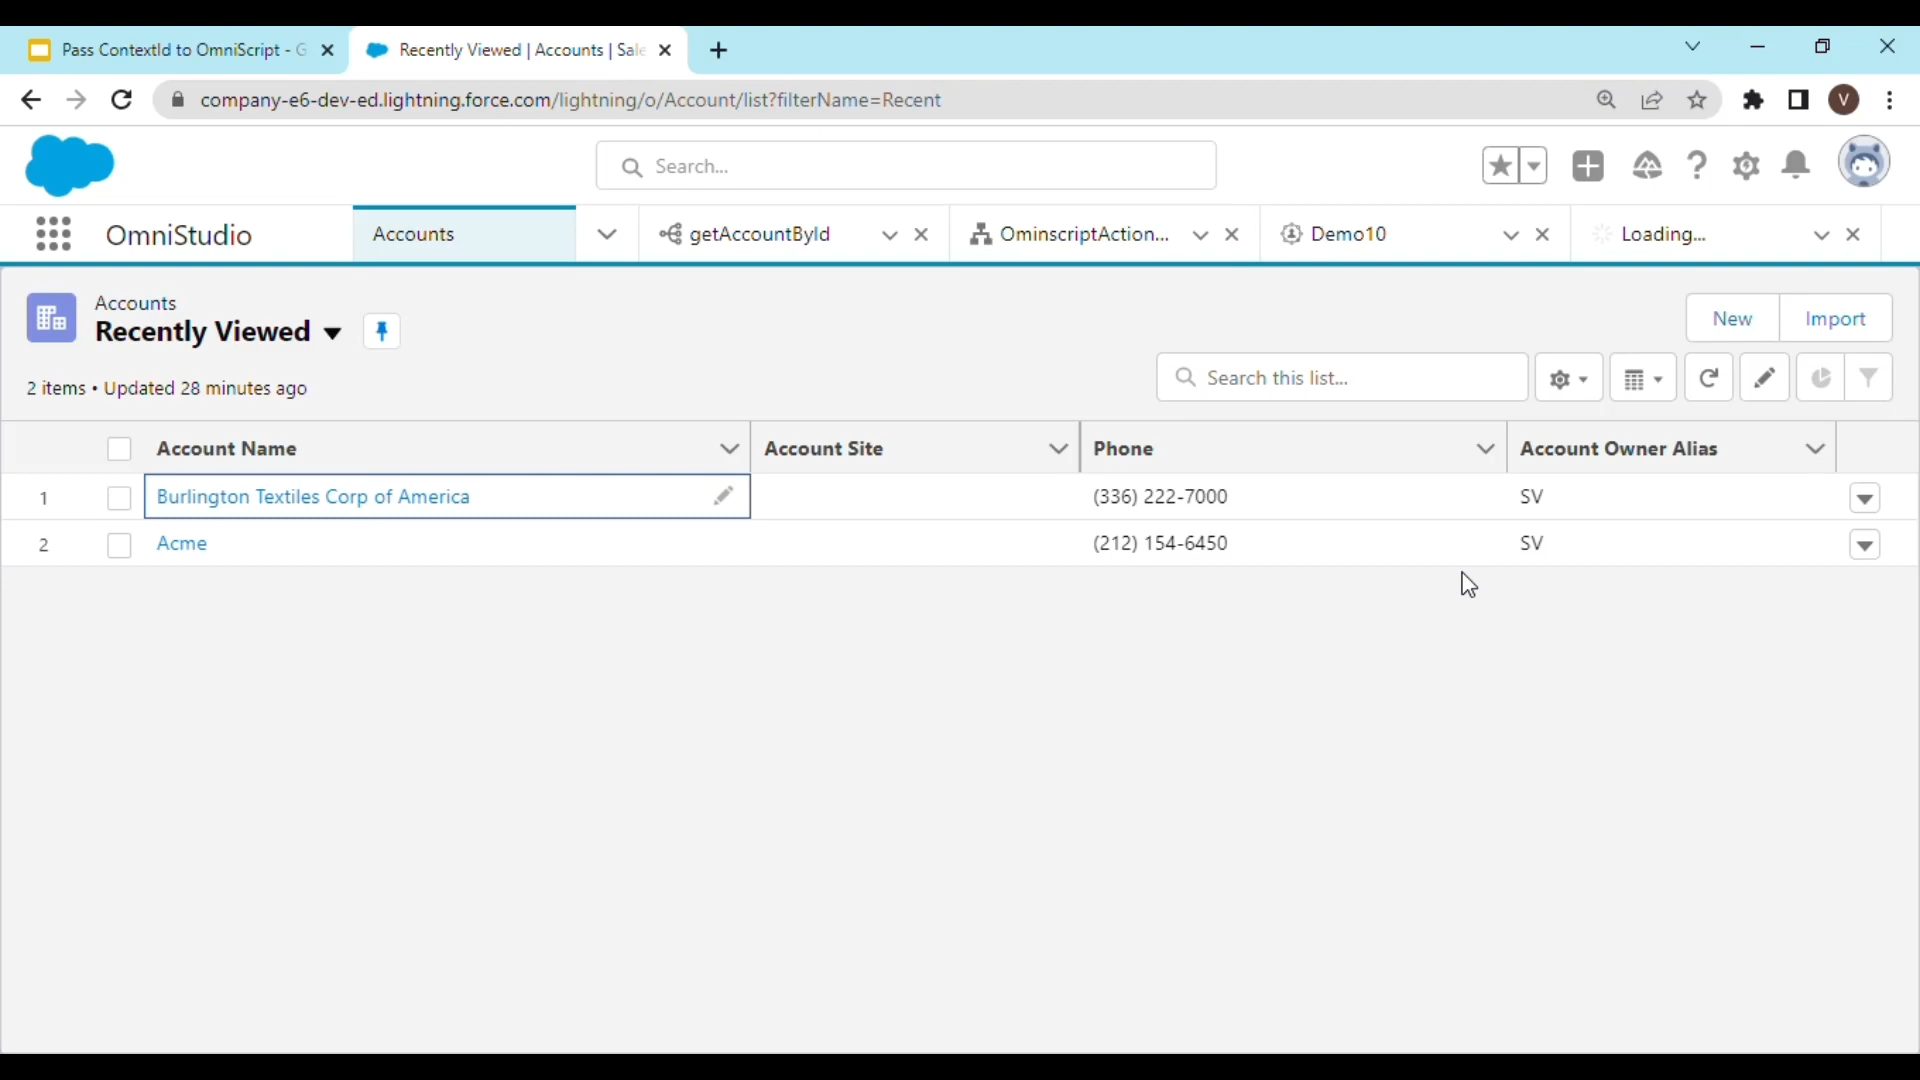 Pass ContextId to OmniScript - G
Recently Viewed | Accounts | Sale
company-e6-dev-ed.lightning.force.com/lightning/o/Account/list?filterName=Recent
V
Search...
OmniStudio
Accounts
getAccountById
OminscriptAction...
Demo10
Loading...
Accounts
Recently Viewed
New
Import
2 items • Updated 28 minutes ago
Search this list...
Account Name
Account Site
Phone
Account Owner Alias
1 Burlington Textiles Corp of America (336) 222-7000 SV
2 Acme (212) 154-6450 SV